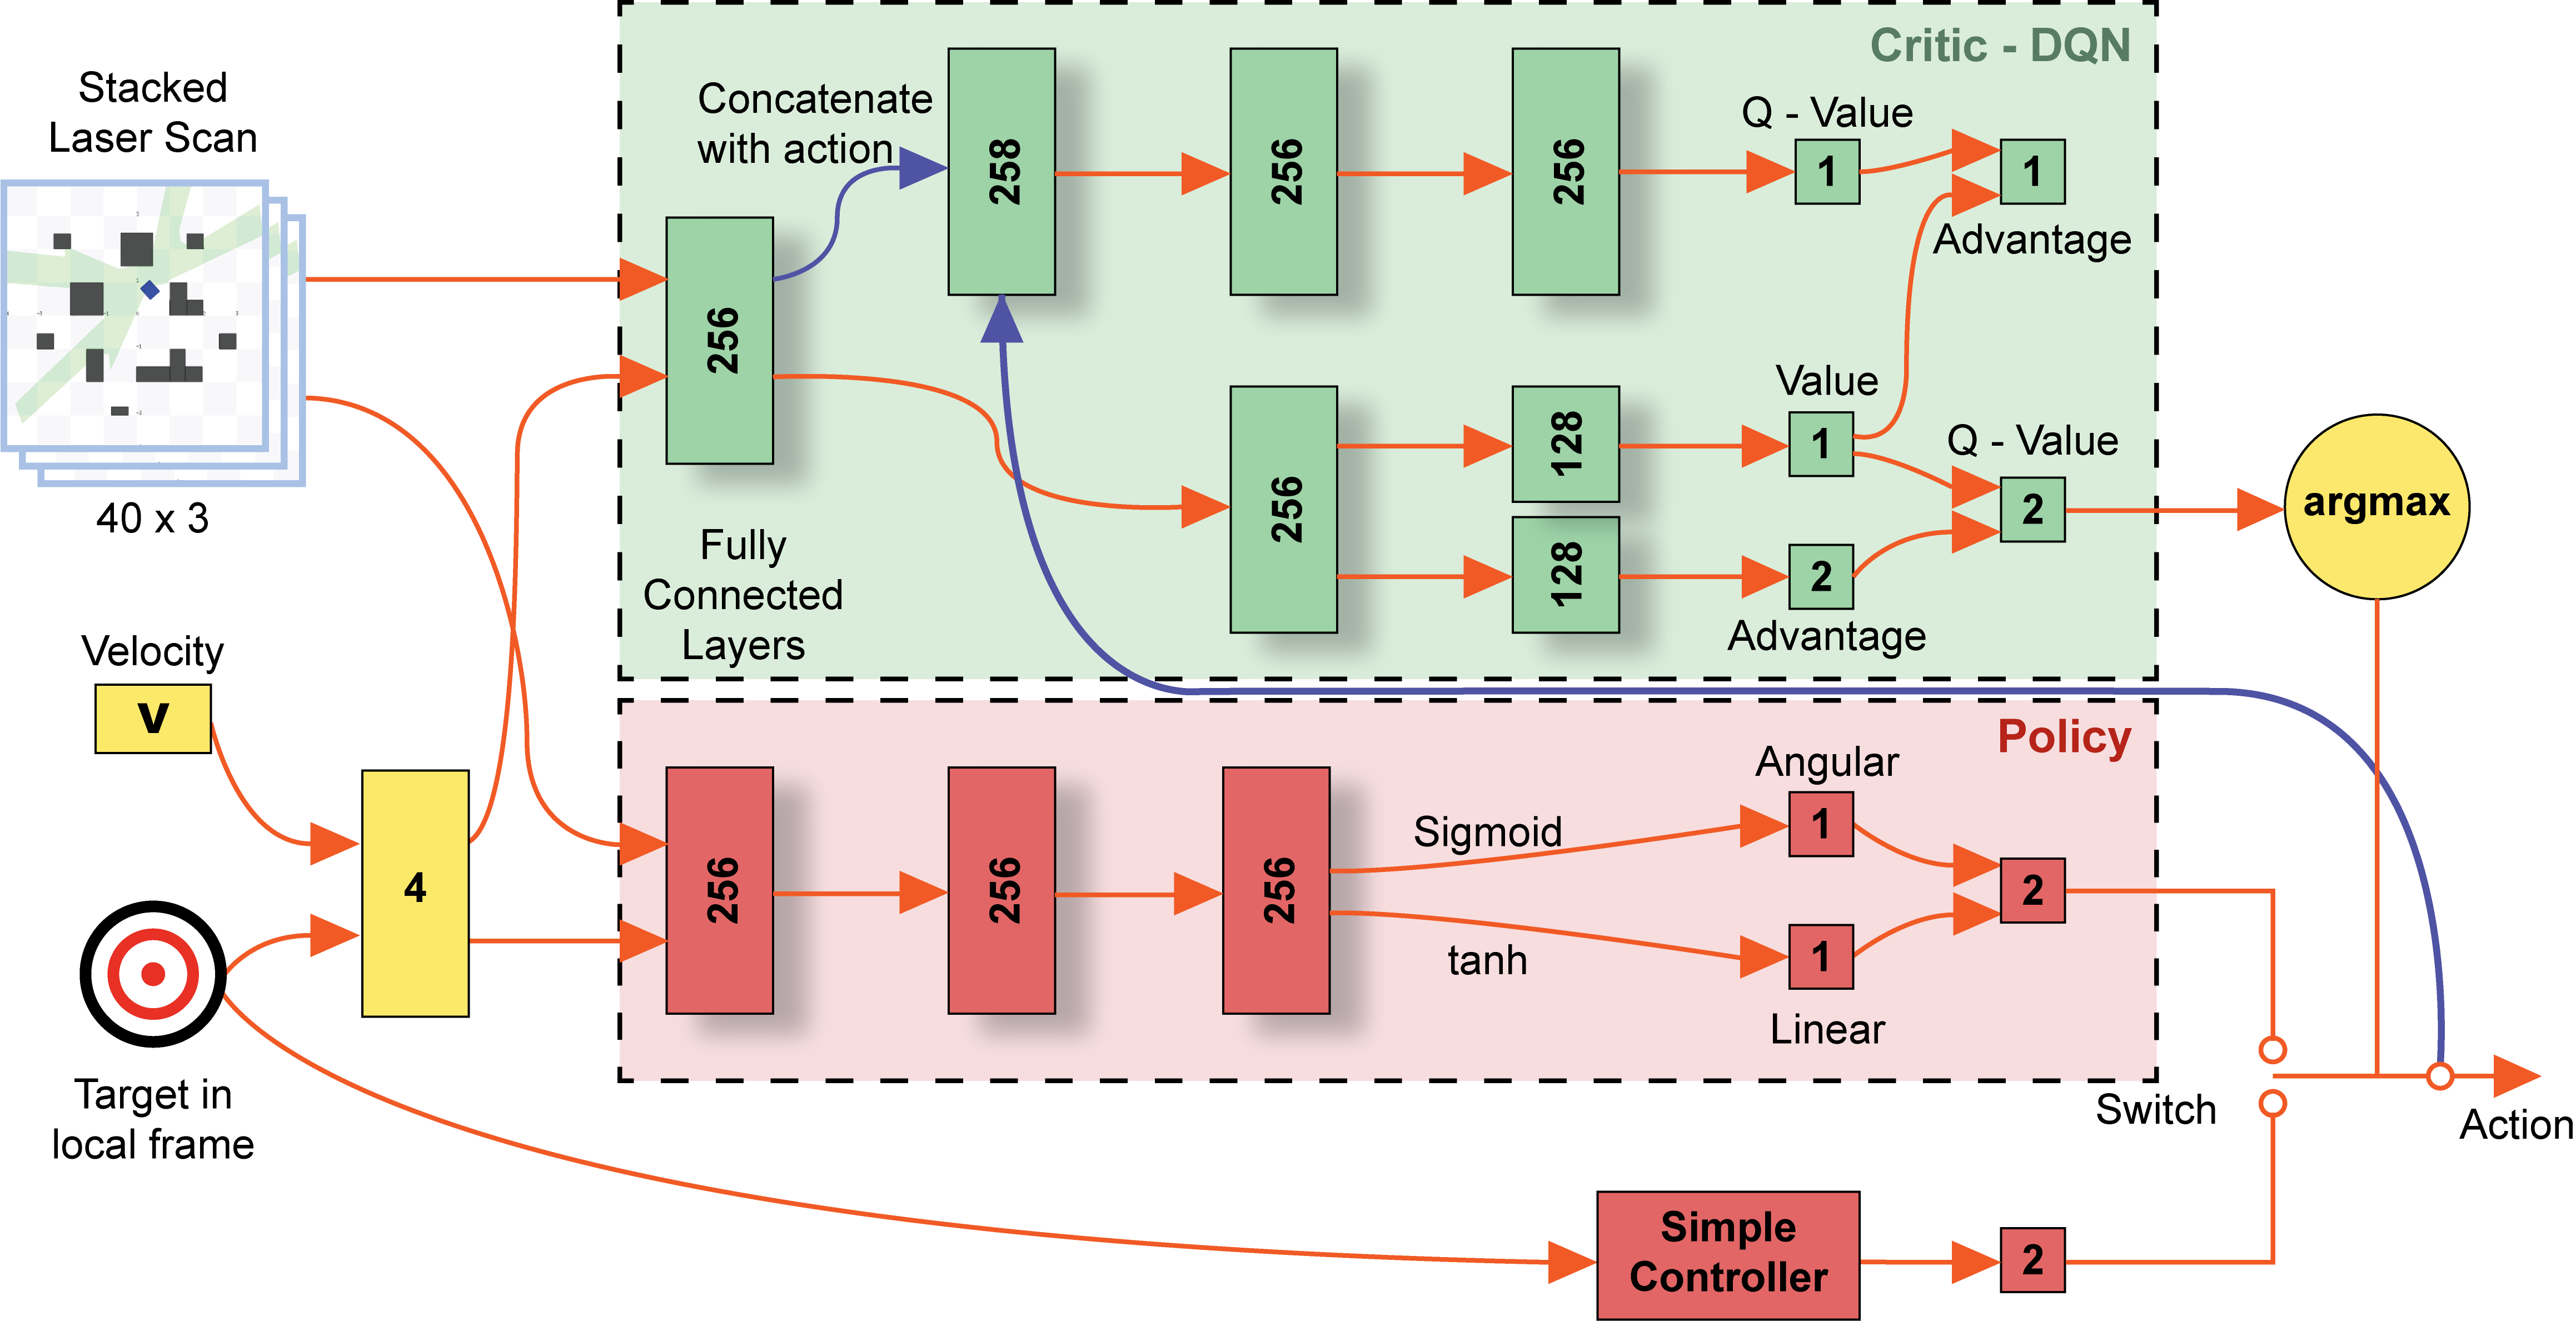 Stacked
Laser Scan
40 x 3
Velocity
v
Target in
local frame
4
Critic - DQN
Concatenate
with action
256
Fully
Connected
Layers
258
256
256
Q - Value
1
1
Advantage
256
128
128
Value
1
2
Advantage
Q - Value
2
argmax
Policy
256
256
256
Sigmoid
tanh
Angular
1
1
Linear
2
Switch
Action
Simple
Controller
2